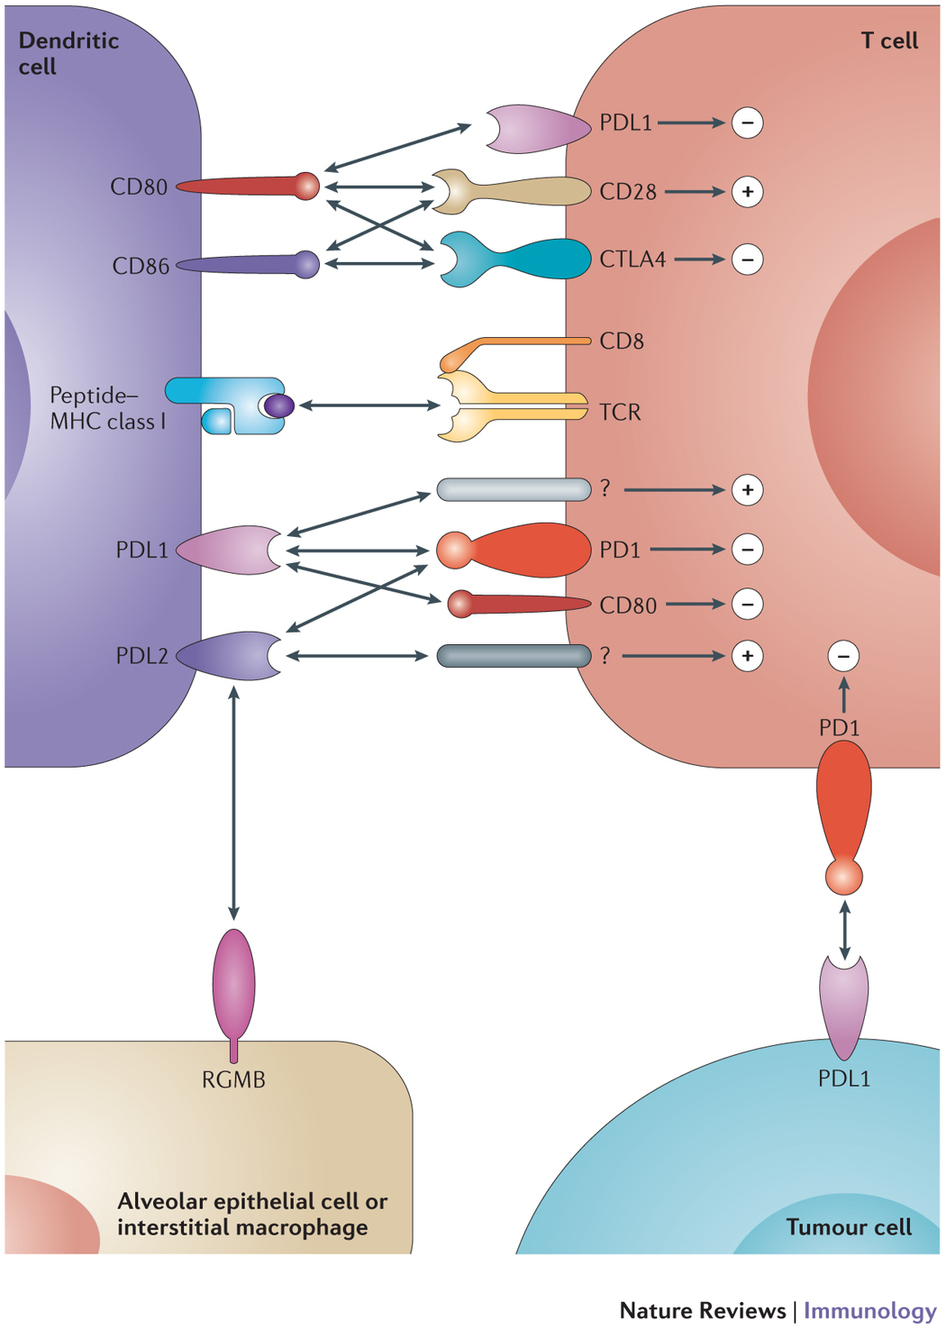 Dendritic
cell
T cell
PDL1
−
CD80
CD28
+
CD86
CTLA4
−
CD8
Peptide–
MHC class I
TCR
?
+
PDL1
PD1
−
CD80
−
PDL2
?
+
−
PD1
RGMB
PDL1
Alveolar epithelial cell or
interstitial macrophage
Tumour cell
Nature Reviews | Immunology